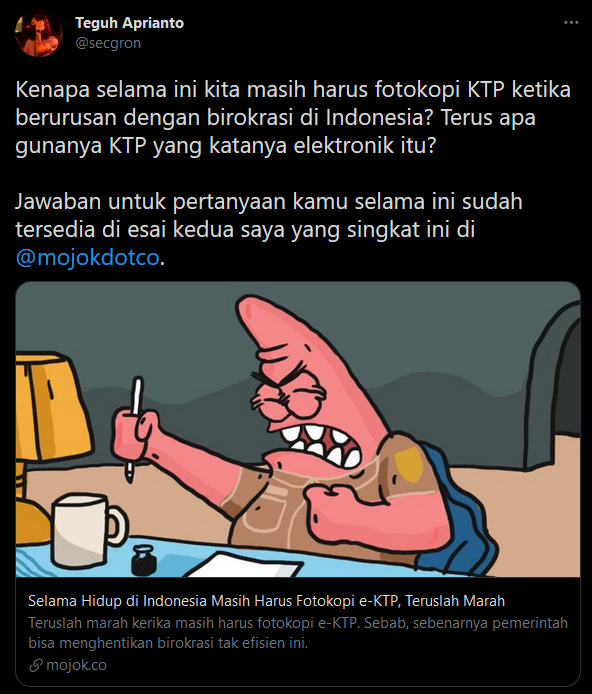 Teguh Aprianto
@secgron
Kenapa selama ini kita masih harus fotokopi KTP ketika
berurusan dengan birokrasi di Indonesia? Terus apa
gunanya KTP yang katanya elektronik itu?
Jawaban untuk pertanyaan kamu selama ini sudah
tersedia di esai kedua saya yang singkat ini di
@mojokdotco.
Selama Hidup di Indonesia Masih Harus Fotokopi e-KTP, Teruslah Marah
Teruslah marah kerika masih harus fotokopi e-KTP. Sebab, sebenarnya pemerintah
bisa menghentikan birokrasi tak efisien ini.
mojok.co